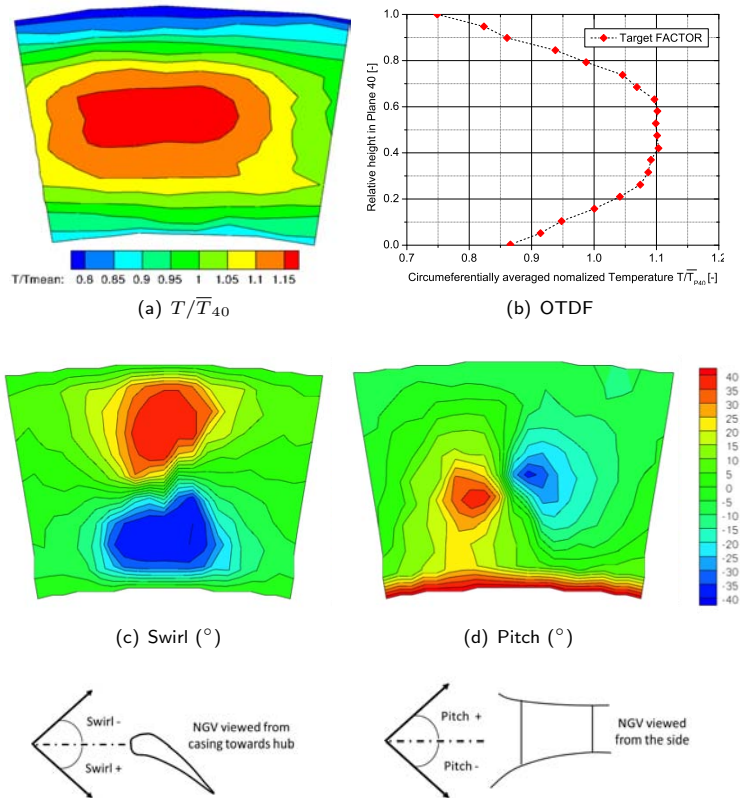 T/Tmean: 0.8 0.85 0.9 0.95 1 1.05 1.1 1.15
(a) T/T̅₄₀
1.0
0.8
0.6
0.4
0.2
0.0
Relative height in Plane 40 [-]
Target FACTOR
0.7 0.8 0.9 1.0 1.1 1.2
Circumeferentially averaged nomalized Temperature T/T̅P40 [-]
(b) OTDF
(c) Swirl (°)
(d) Pitch (°)
40
35
30
25
20
15
10
5
0
-5
-10
-15
-20
-25
-30
-35
-40
Swirl -
Swirl +
NGV viewed from
casing towards hub
Pitch +
Pitch -
NGV viewed
from the side